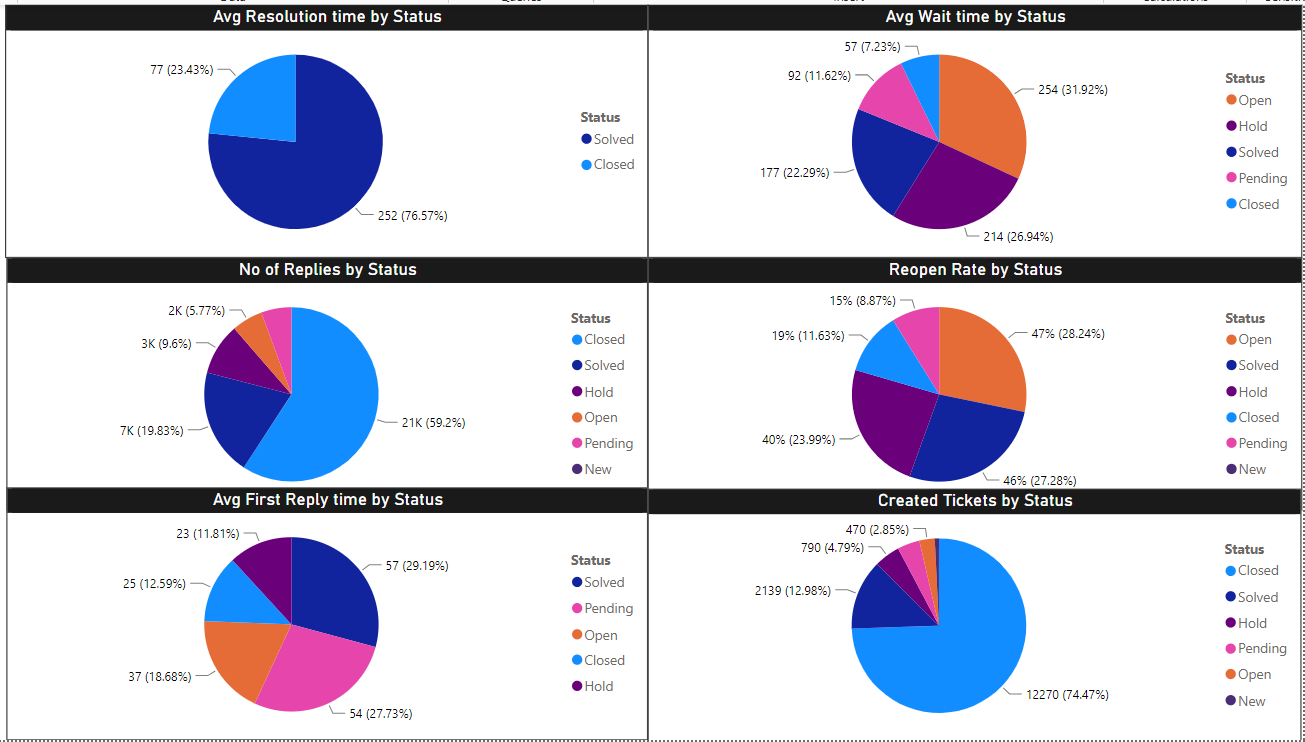 Avg Resolution time by Status
77 (23.43%)
252 (76.57%)
Status
Solved
Closed
Avg Wait time by Status
57 (7.23%)
92 (11.62%)
177 (22.29%)
254 (31.92%)
214 (26.94%)
Status
Open
Hold
Solved
Pending
Closed
No of Replies by Status
2K (5.77%)
3K (9.6%)
7K (19.83%)
21K (59.2%)
Status
Closed
Solved
Hold
Open
Pending
New
Reopen Rate by Status
15% (8.87%)
19% (11.63%)
40% (23.99%)
47% (28.24%)
46% (27.28%)
Status
Open
Solved
Hold
Closed
Pending
New
Avg First Reply time by Status
23 (11.81%)
25 (12.59%)
37 (18.68%)
57 (29.19%)
54 (27.73%)
Status
Solved
Pending
Open
Closed
Hold
Created Tickets by Status
470 (2.85%)
790 (4.79%)
2139 (12.98%)
12270 (74.47%)
Status
Closed
Solved
Hold
Pending
Open
New